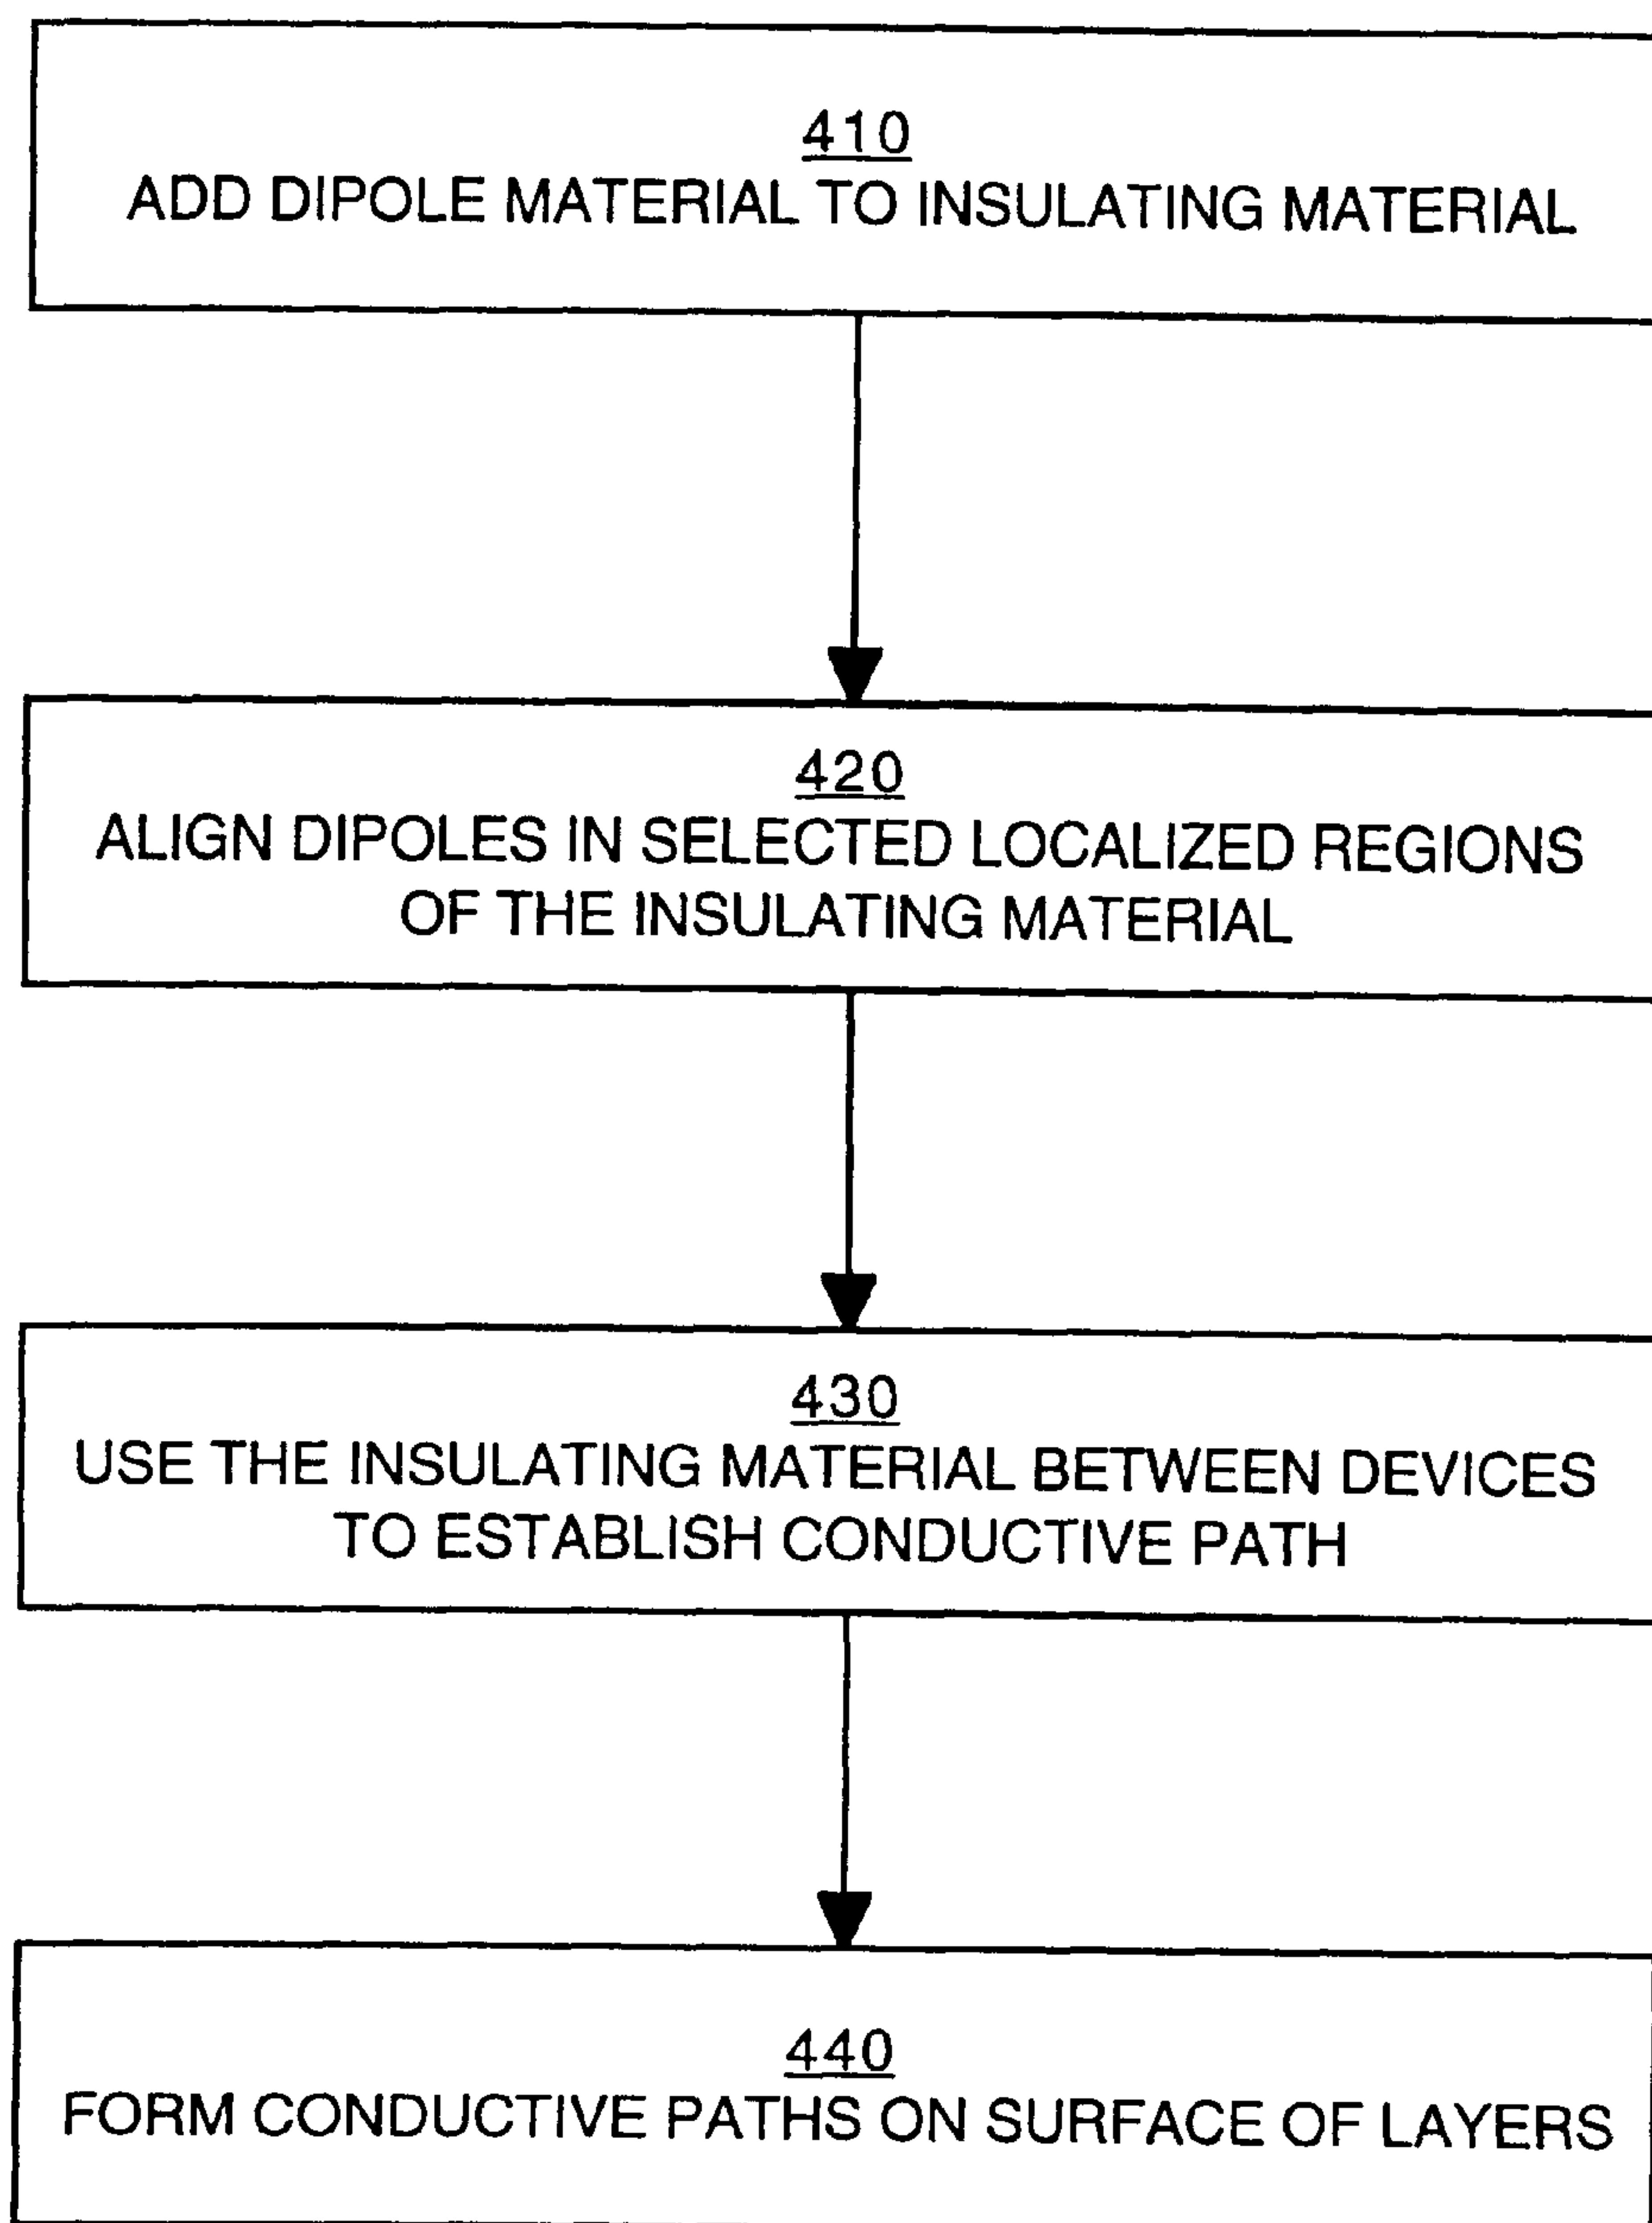 410
ADD DIPOLE MATERIAL TO INSULATING MATERIAL
420
ALIGN DIPOLES IN SELECTED LOCALIZED REGIONS
OF THE INSULATING MATERIAL
430
USE THE INSULATING MATERIAL BETWEEN DEVICES
TO ESTABLISH CONDUCTIVE PATH
440
FORM CONDUCTIVE PATHS ON SURFACE OF LAYERS